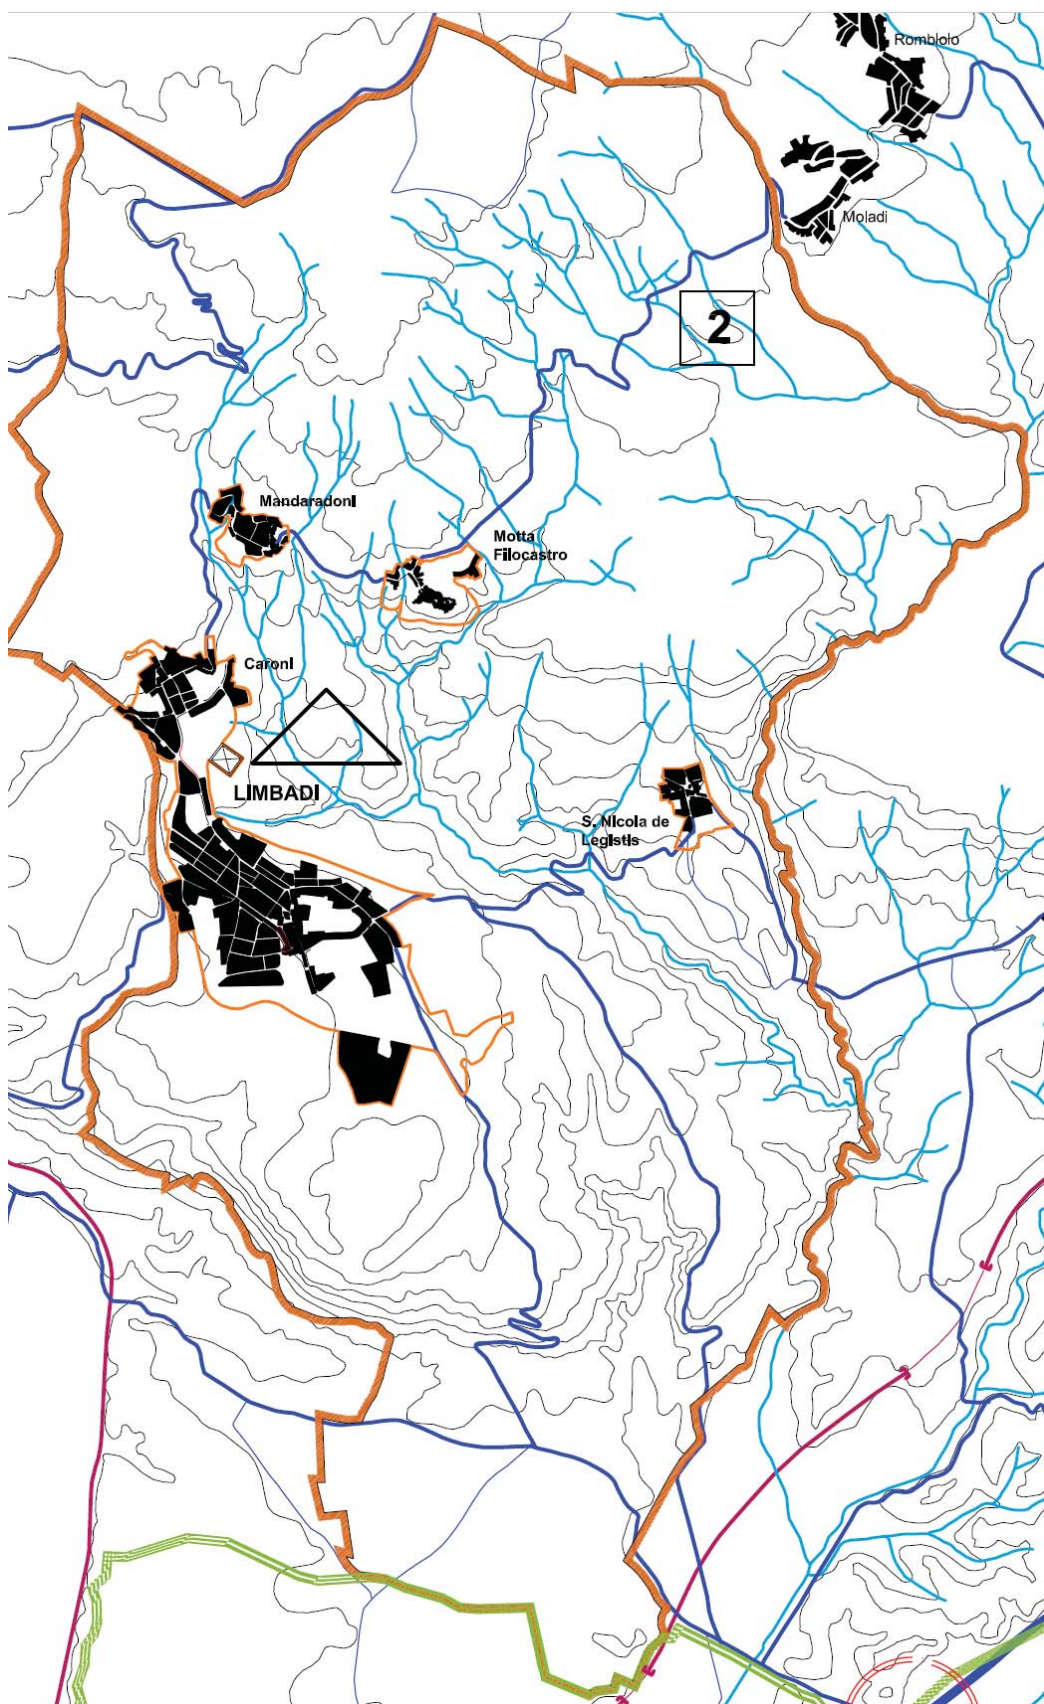 Rombiolo
Moladi
2
Mandaradoni
Motta
Filocastro
Caroni
LIMBADI
S. Nicola de
Legistis